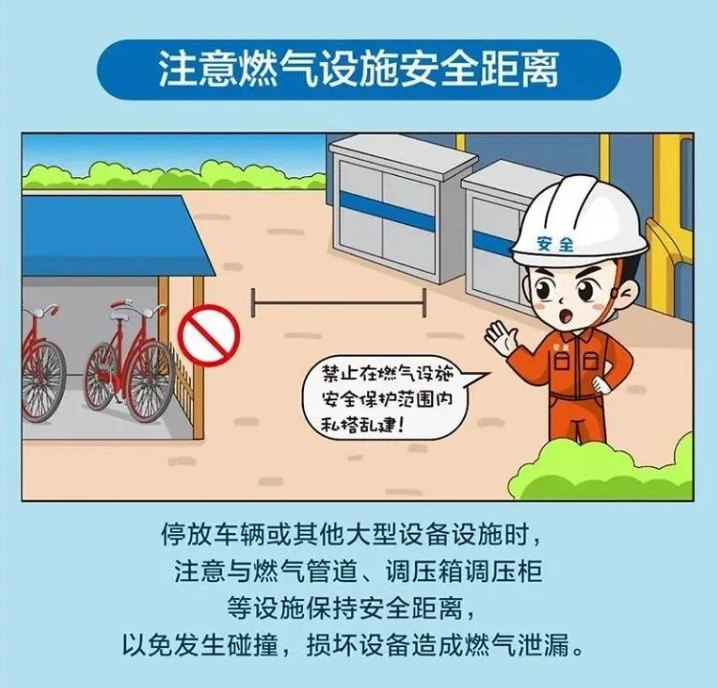 注意燃气设施安全距离
安全
禁止在燃气设施
安全保护范围内
私搭乱建！
停放车辆或其他大型设备设施时，
注意与燃气管道、调压箱调压柜
等设施保持安全距离，
以免发生碰撞，损坏设备造成燃气泄漏。